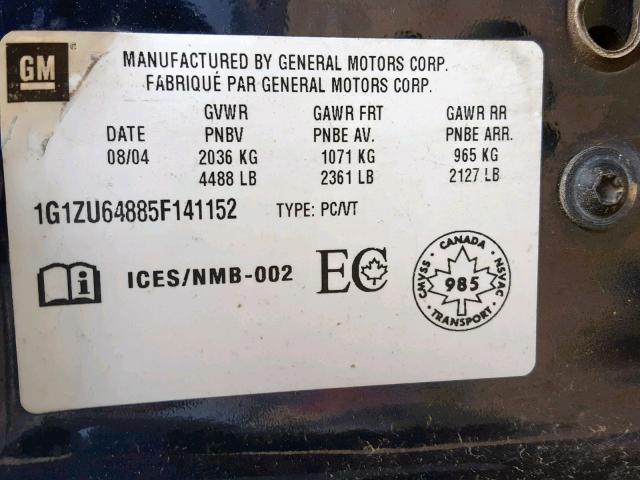 GM
MANUFACTURED BY GENERAL MOTORS CORP.
FABRIQUÉ PAR GENERAL MOTORS CORP.
GVWR GAWR FRT GAWR RR
DATE PNBV PNBE AV. PNBE ARR.
08/04 2036 KG 1071 KG 965 KG
4488 LB 2361 LB 2127 LB
1G1ZU64885F141152 TYPE: PC/VT
i ICES/NMB-002 EC
CANADA
CMVSS 985 NSVAC
TRANSPORT